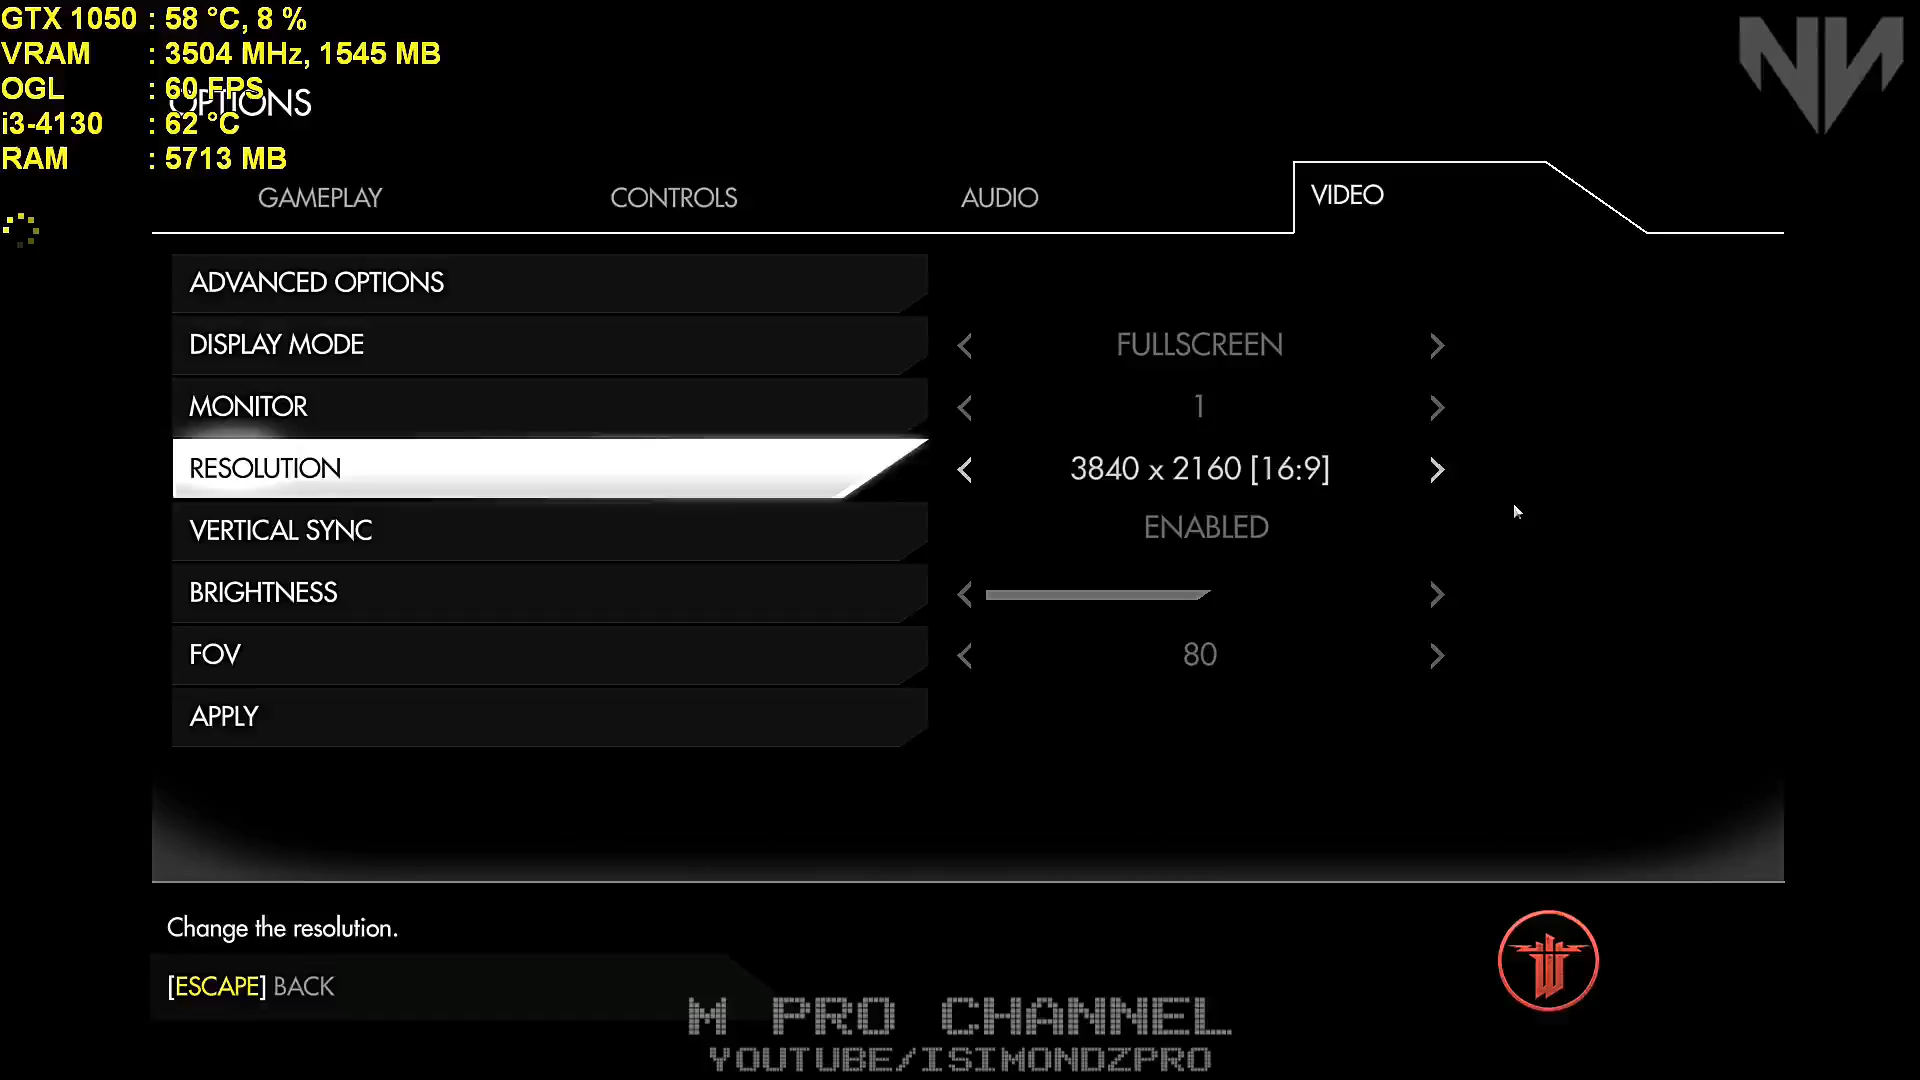 GTX 1050 : 58 °C, 8 %
VRAM : 3504 MHz, 1545 MB
OGL : 60 FPS
OPTIONS
i3-4130 : 62 °C
RAM : 5713 MB
GAMEPLAY CONTROLS AUDIO VIDEO
ADVANCED OPTIONS
DISPLAY MODE FULLSCREEN
MONITOR 1
RESOLUTION 3840 x 2160 [16:9]
VERTICAL SYNC ENABLED
BRIGHTNESS
FOV 80
APPLY
Change the resolution.
[ESCAPE] BACK
M PRO CHANNEL
YOUTUBE/ISIMONDZPRO